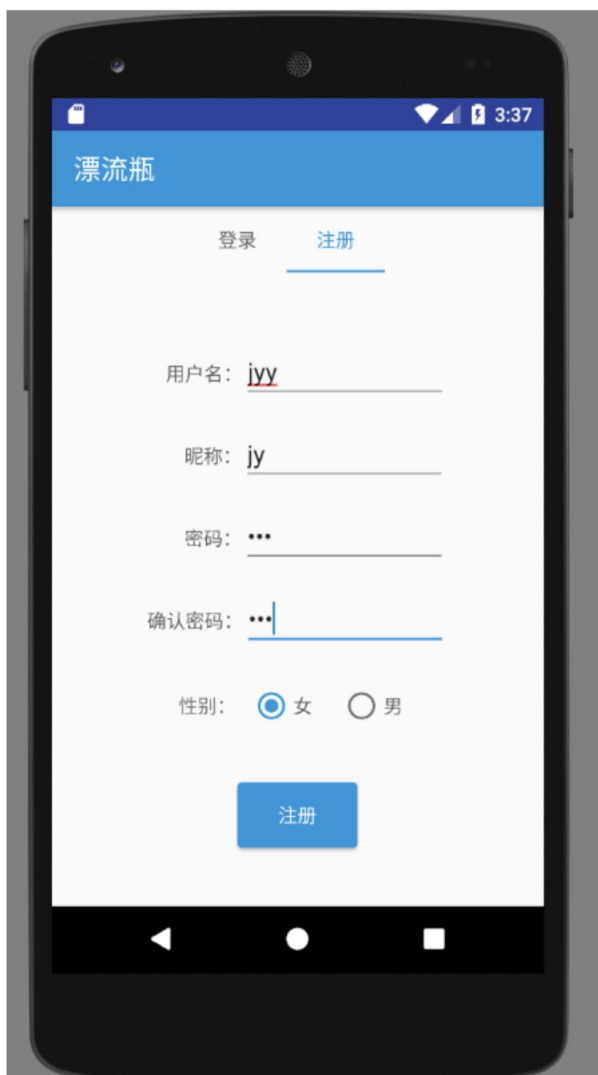 3:37
漂流瓶
登录 注册
用户名： jyy
昵称： jy
密码： •••
确认密码： •••
性别： 女 男
注册